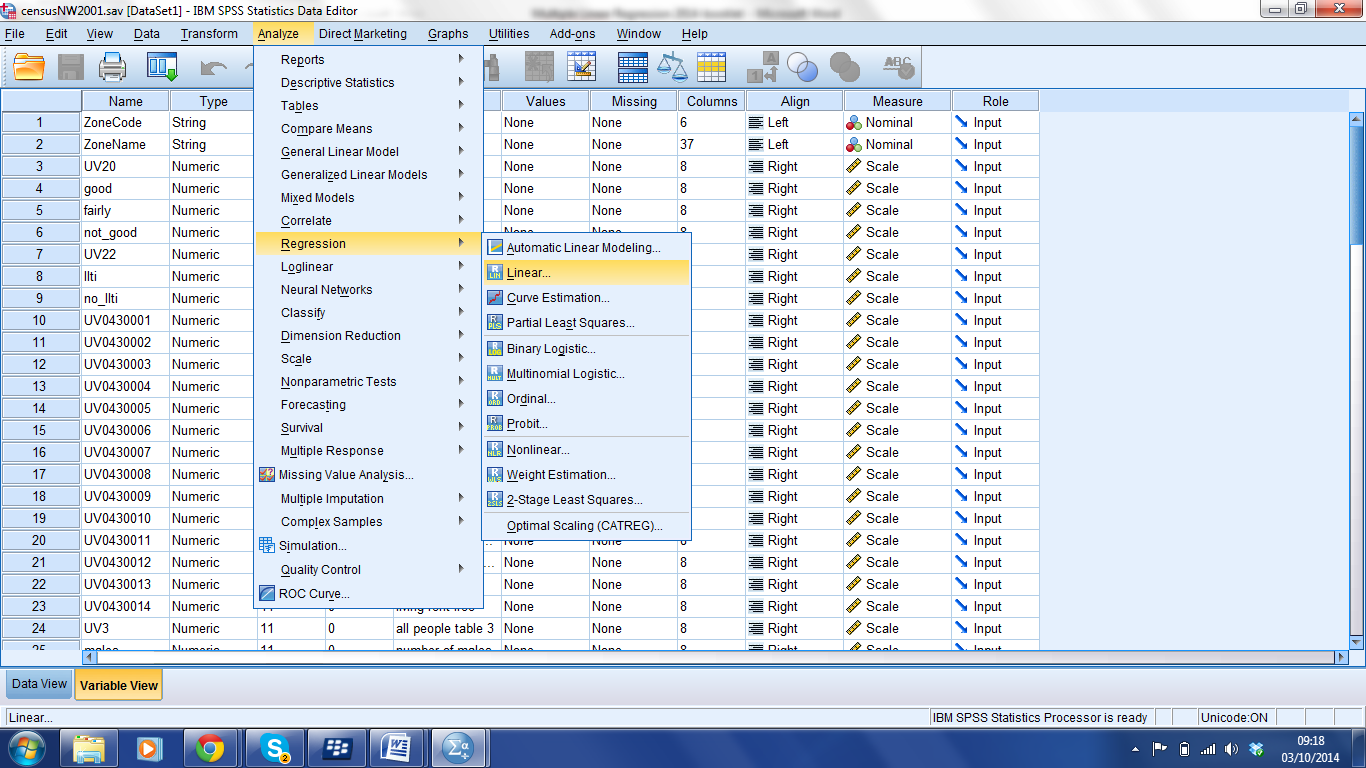 censusNW2001.sav [DataSet1] - IBM SPSS Statistics Data Editor
File Edit View Data Transform Analyze Direct Marketing Graphs Utilities Add-ons Window Help
Name Type Values Missing Columns Align Measure Role
1 ZoneCode String None None 6 Left Nominal Input
2 ZoneName String None None 37 Left Nominal Input
3 UV20 Numeric None None 8 Right Scale Input
4 good Numeric None None 8 Right Scale Input
5 fairly Numeric None None 8 Right Scale Input
6 not_good Numeric Right Scale Input
7 UV22 Numeric Right Scale Input
8 llti Numeric Right Scale Input
9 no_llti Numeric Right Scale Input
10 UV0430001 Numeric Right Scale Input
11 UV0430002 Numeric Right Scale Input
12 UV0430003 Numeric Right Scale Input
13 UV0430004 Numeric Right Scale Input
14 UV0430005 Numeric Right Scale Input
15 UV0430006 Numeric Right Scale Input
16 UV0430007 Numeric Right Scale Input
17 UV0430008 Numeric Right Scale Input
18 UV0430009 Numeric Right Scale Input
19 UV0430010 Numeric Right Scale Input
20 UV0430011 Numeric Right Scale Input
21 UV0430012 Numeric None None 8 Right Scale Input
22 UV0430013 Numeric None None 8 Right Scale Input
23 UV0430014 Numeric None None 8 Right Scale Input
24 UV3 Numeric 11 0 all people table 3 None None 8 Right Scale Input
Reports
Descriptive Statistics
Tables
Compare Means
General Linear Model
Generalized Linear Models
Mixed Models
Correlate
Regression
Loglinear
Neural Networks
Classify
Dimension Reduction
Scale
Nonparametric Tests
Forecasting
Survival
Multiple Response
Missing Value Analysis...
Multiple Imputation
Complex Samples
Simulation...
Quality Control
ROC Curve...
Automatic Linear Modeling...
Linear...
Curve Estimation...
Partial Least Squares...
Binary Logistic...
Multinomial Logistic...
Ordinal...
Probit...
Nonlinear...
Weight Estimation...
2-Stage Least Squares...
Optimal Scaling (CATREG)...
Data View Variable View
Linear... IBM SPSS Statistics Processor is ready Unicode:ON
09:18
03/10/2014